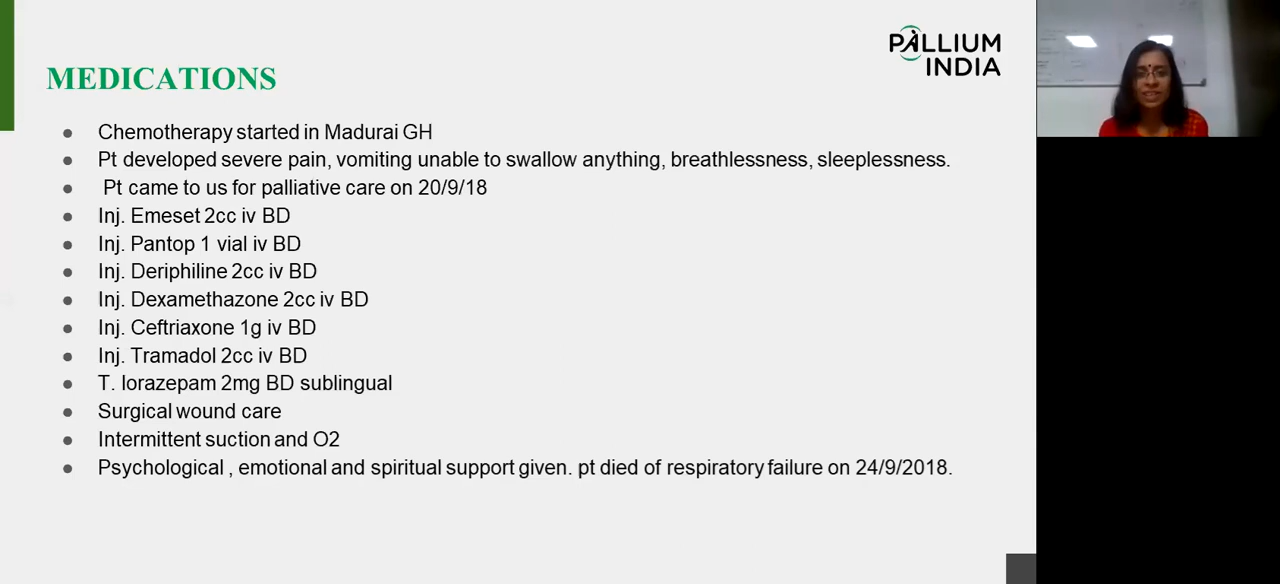 PALLIUM
INDIA
MEDICATIONS
Chemotherapy started in Madurai GH
Pt developed severe pain, vomiting unable to swallow anything, breathlessness, sleeplessness.
Pt came to us for palliative care on 20/9/18
Inj. Emeset 2cc iv BD
Inj. Pantop 1 vial iv BD
Inj. Deriphiline 2cc iv BD
Inj. Dexamethazone 2cc iv BD
Inj. Ceftriaxone 1g iv BD
Inj. Tramadol 2cc iv BD
T. lorazepam 2mg BD sublingual
Surgical wound care
Intermittent suction and O2
Psychological , emotional and spiritual support given. pt died of respiratory failure on 24/9/2018.